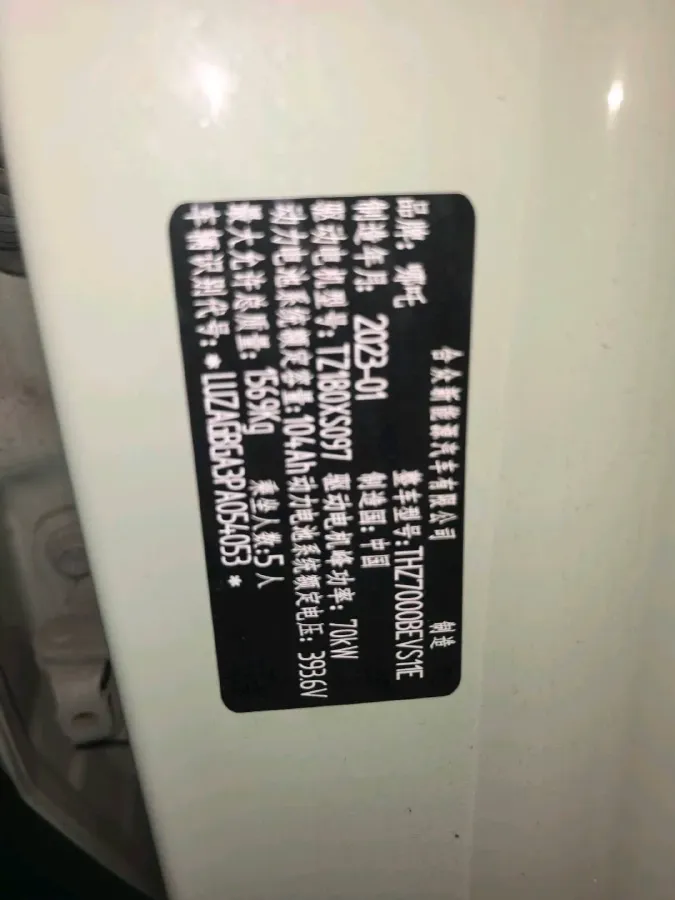 合众新能源汽车有限公司 制造
品牌: 哪吒 整车型号: THZ7000BEVS1E
制造年月: 2023-01 制造国: 中国
驱动电机型号: TZ180XS097 驱动电机峰功率: 70KW
动力电池系统额定容量: 104Ah 动力电池系统额定电压: 393.6V
最大允许总质量: 1569Kg 乘坐人数: 5人
车辆识别代号: *LUZAGBGA3PA054053*